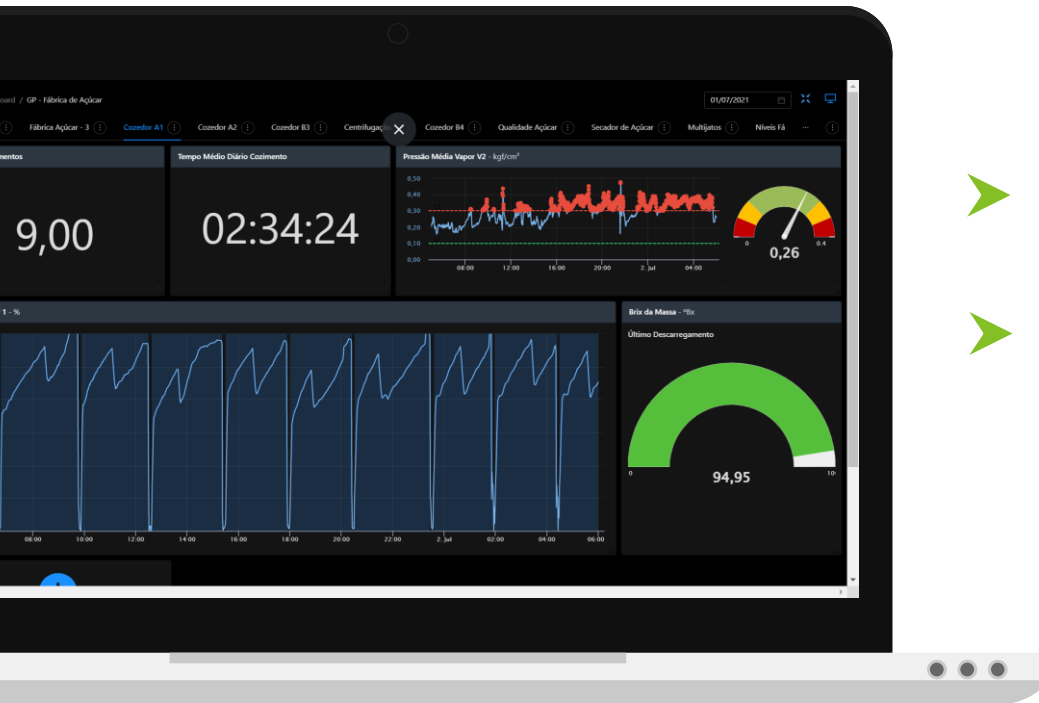 oard / GP - Fábrica de Açúcar
01/07/2021
Fábrica Açúcar - 3
Cozedor A1
Cozedor A2
Cozedor B3
Centrifugaç
Cozedor B4
Qualidade Açúcar
Secador de Açúcar
Multijatos
Níveis Fá
mentos
Tempo Médio Diário Cozimento
Pressão Média Vapor V2 - kgf/cm²
9,00
02:34:24
0,50
0,40
0,30
0,20
0,10
0,00
08:00
12:00
16:00
20:00
2. Jul
04:00
0
0.4
0,26
1 - %
Brix da Massa - ºBx
Último Descarregamento
0
10
94,95
08:00
10:00
12:00
14:00
16:00
18:00
20:00
22:00
2. Jul
02:00
04:00
06:00